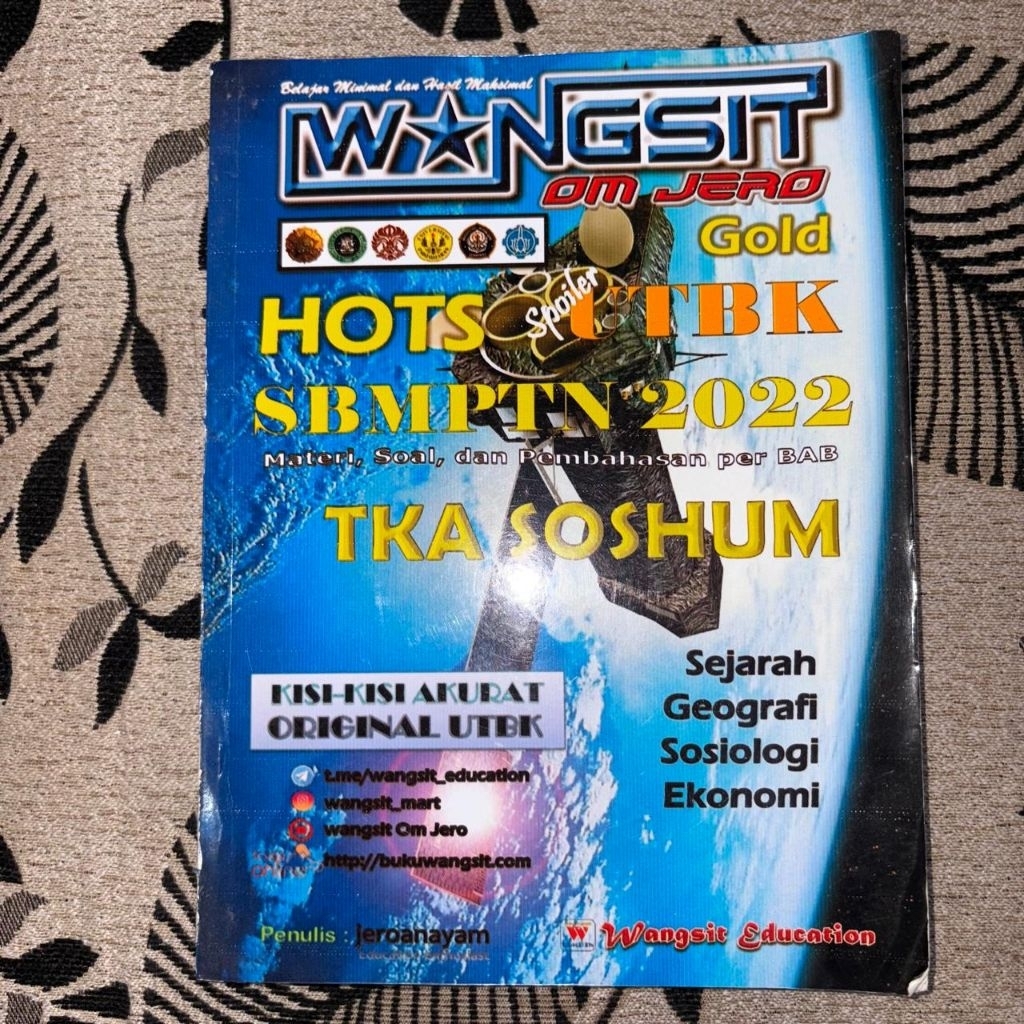 Belajar Minimal dan Hasil Maksimal
WANGSIT
OM JERO
Gold
HOTS Spoiler UTBK
SBMPTN 2022
Materi, Soal, dan Pembahasan per BAB
TKA SOSHUM
Sejarah
Geografi
Sosiologi
Ekonomi
KISI-KISI AKURAT
ORIGINAL UTBK
t.me/wangsit_education
wangsit_mart
wangsit Om Jero
http://bukuwangsit.com
Penulis : jeroanayam
Wangsit Education